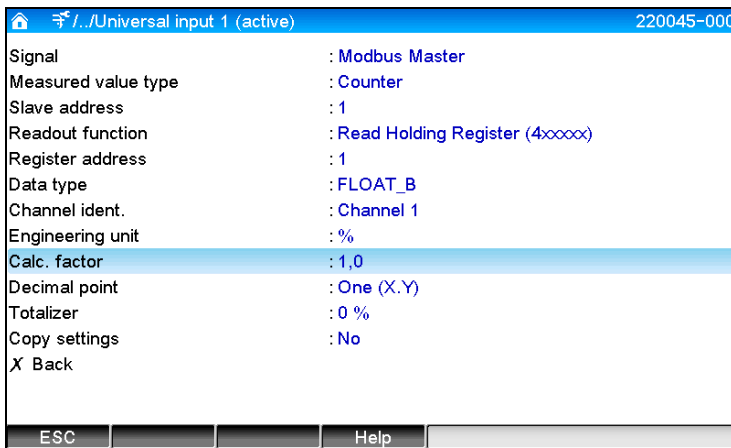 /../Universal input 1 (active) 220045-000
Signal : Modbus Master
Measured value type : Counter
Slave address : 1
Readout function : Read Holding Register (4xxxxx)
Register address : 1
Data type : FLOAT_B
Channel ident. : Channel 1
Engineering unit : %
Calc. factor : 1,0
Decimal point : One (X.Y)
Totalizer : 0 %
Copy settings : No
X Back
ESC Help